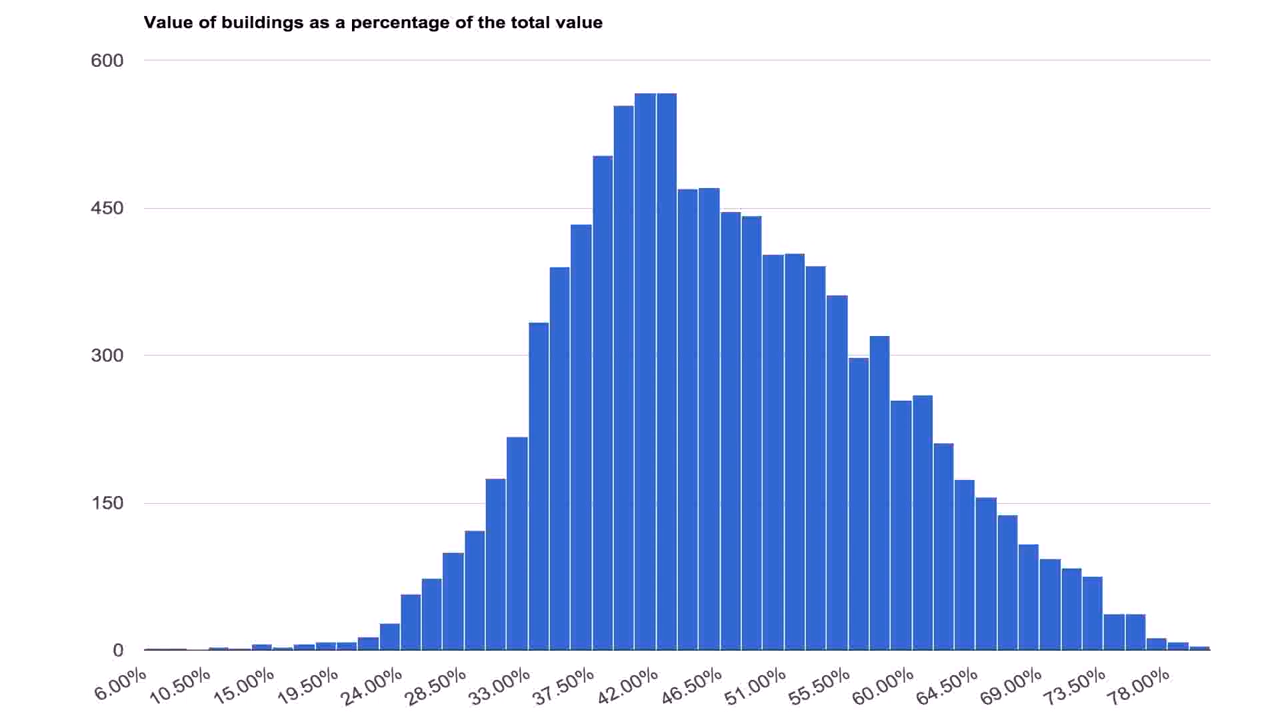 Value of buildings as a percentage of the total value
600
450
300
150
0
6.00% 10.50% 15.00% 19.50% 24.00% 28.50% 33.00% 37.50% 42.00% 46.50% 51.00% 55.50% 60.00% 64.50% 69.00% 73.50% 78.00%